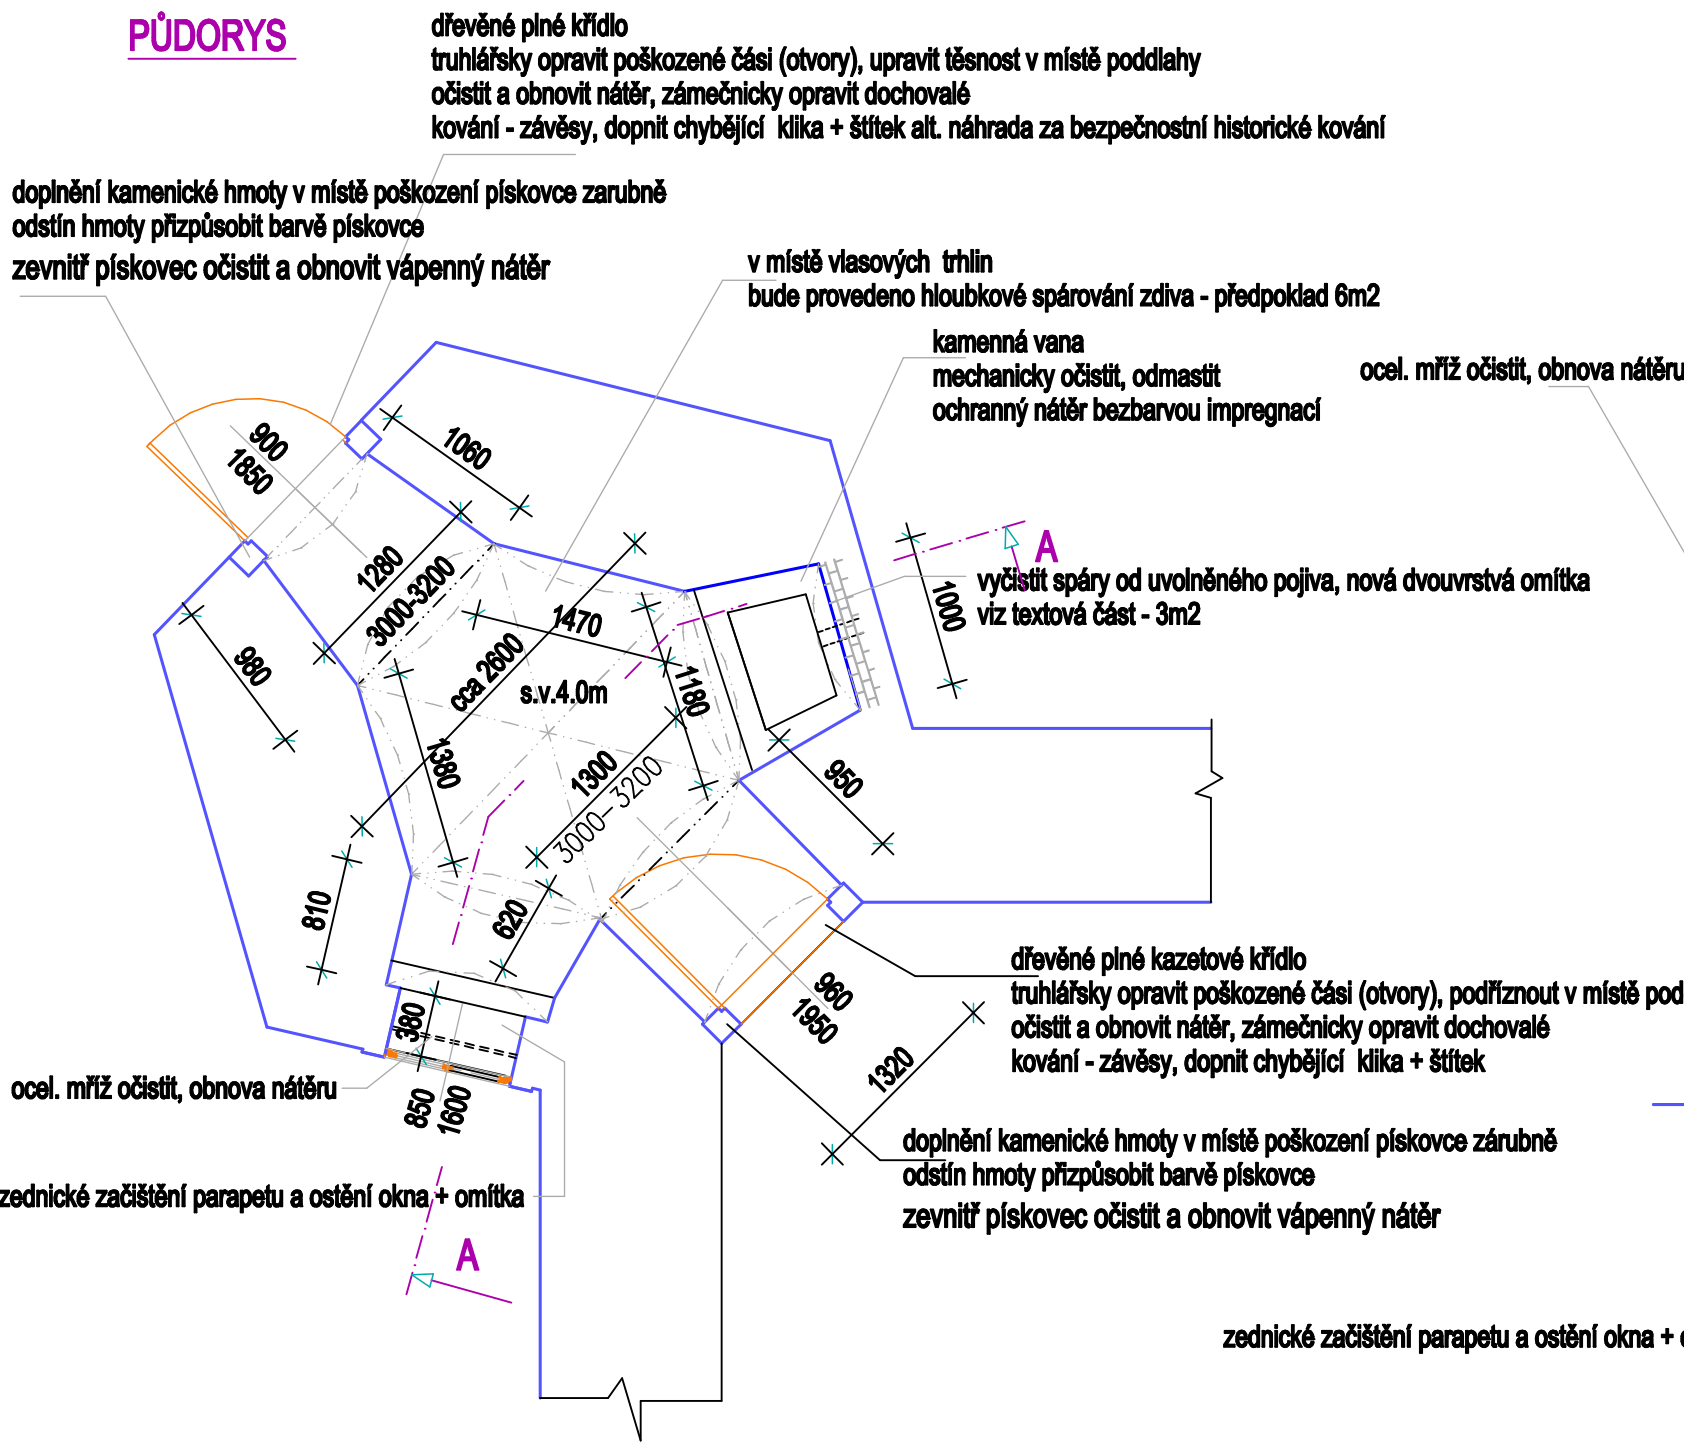 PŮDORYS
dřevěné plné křídlo
truhlářsky opravit poškozené čási (otvory), upravit těsnost v místě poddlahy
očistit a obnovit nátěr, zámečnicky opravit dochovalé
kování - závěsy, dopnit chybějící klika + štítek alt. náhrada za bezpečnostní historické kování
doplnění kamenické hmoty v místě poškození pískovce zarubně
odstín hmoty přizpůsobit barvě pískovce
zevnitř pískovec očistit a obnovit vápenný nátěr
v místě vlasových trhlin
bude provedeno hloubkové spárování zdiva - předpoklad 6m2
kamenná vana
mechanicky očistit, odmastit
ochranný nátěr bezbarvou impregnací
ocel. mříž očistit, obnova nátěru
900
1850
1060
1280
3000-3200
cca 2600
1470
s.v.4.0m
1180
1000
A
vyčistit spáry od uvolněného pojiva, nová dvouvrstvá omítka
viz textová část - 3m2
980
1380
1300
3000-3200
950
810
620
960
1950
dřevěné plné kazetové křídlo
truhlářsky opravit poškozené čási (otvory), podříznout v místě pod
očistit a obnovit nátěr, zámečnicky opravit dochovalé
kování - závěsy, dopnit chybějící klika + štítek
380
1320
ocel. mříž očistit, obnova nátěru
850
1600
doplnění kamenické hmoty v místě poškození pískovce zárubně
odstín hmoty přizpůsobit barvě pískovce
zevnitř pískovec očistit a obnovit vápenný nátěr
zednické začištění parapetu a ostění okna + omítka
A
zednické začištění parapetu a ostění okna +